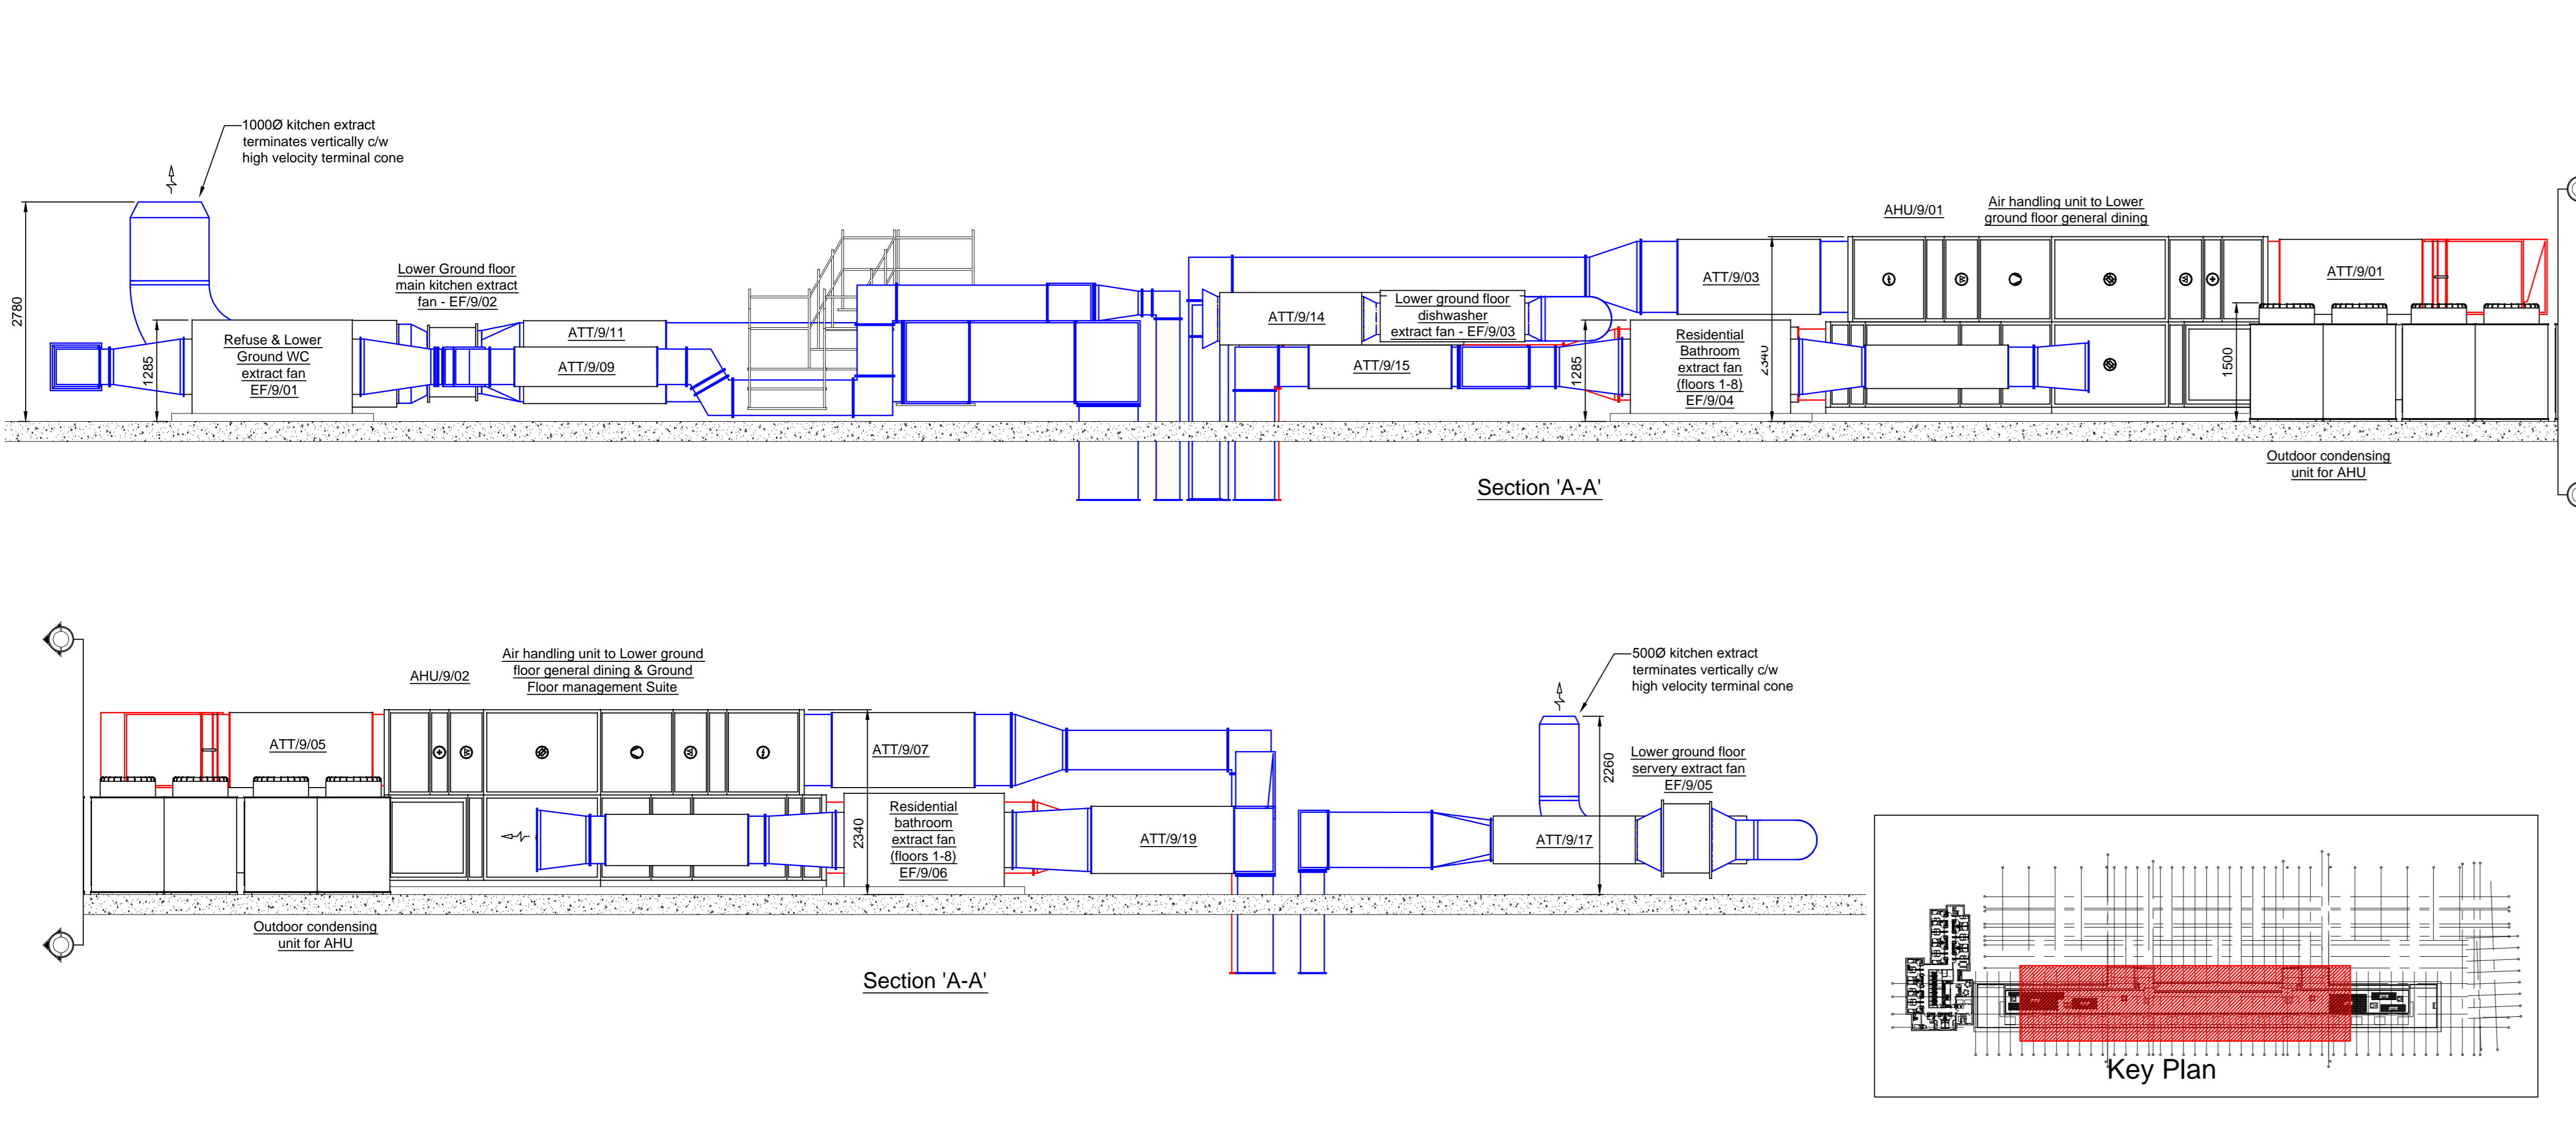 1000Ø kitchen extract
terminates vertically c/w
high velocity terminal cone
2780
1285
Refuse & Lower
Ground WC
extract fan
EF/9/01
Lower Ground floor
main kitchen extract
fan - EF/9/02
ATT/9/11
ATT/9/09
ATT/9/14
Lower ground floor
dishwasher
extract fan - EF/9/03
ATT/9/15
1285
Residential
Bathroom
extract fan
(floors 1-8)
EF/9/04
ATT/9/03
2340
AHU/9/01
Air handling unit to Lower
ground floor general dining
ATT/9/01
1500
Outdoor condensing
unit for AHU
Section 'A-A'
AHU/9/02
Air handling unit to Lower ground
floor general dining & Ground
Floor management Suite
ATT/9/05
ATT/9/07
2340
Residential
bathroom
extract fan
(floors 1-8)
EF/9/06
ATT/9/19
500Ø kitchen extract
terminates vertically c/w
high velocity terminal cone
2260
Lower ground floor
servery extract fan
EF/9/05
ATT/9/17
Outdoor condensing
unit for AHU
Section 'A-A'
Key Plan